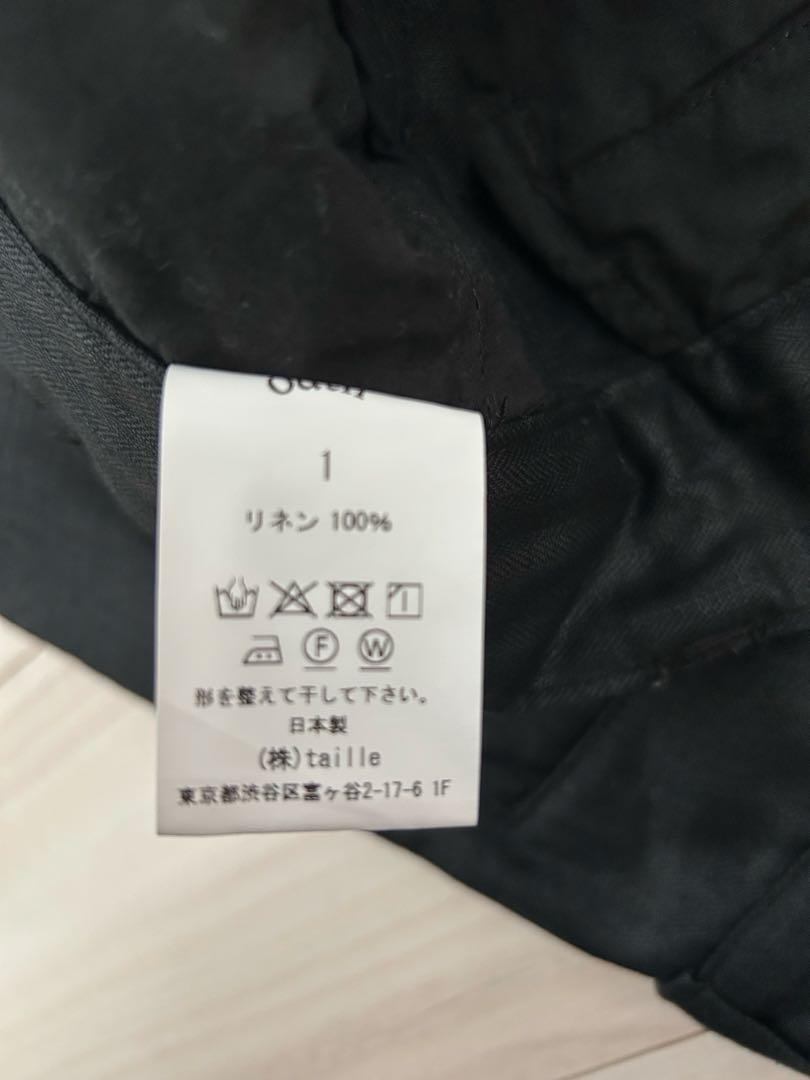 1
リネン 100%
F W
形を整えて干して下さい。
日本製
(株)taille
東京都渋谷区富ヶ谷2-17-6 1F